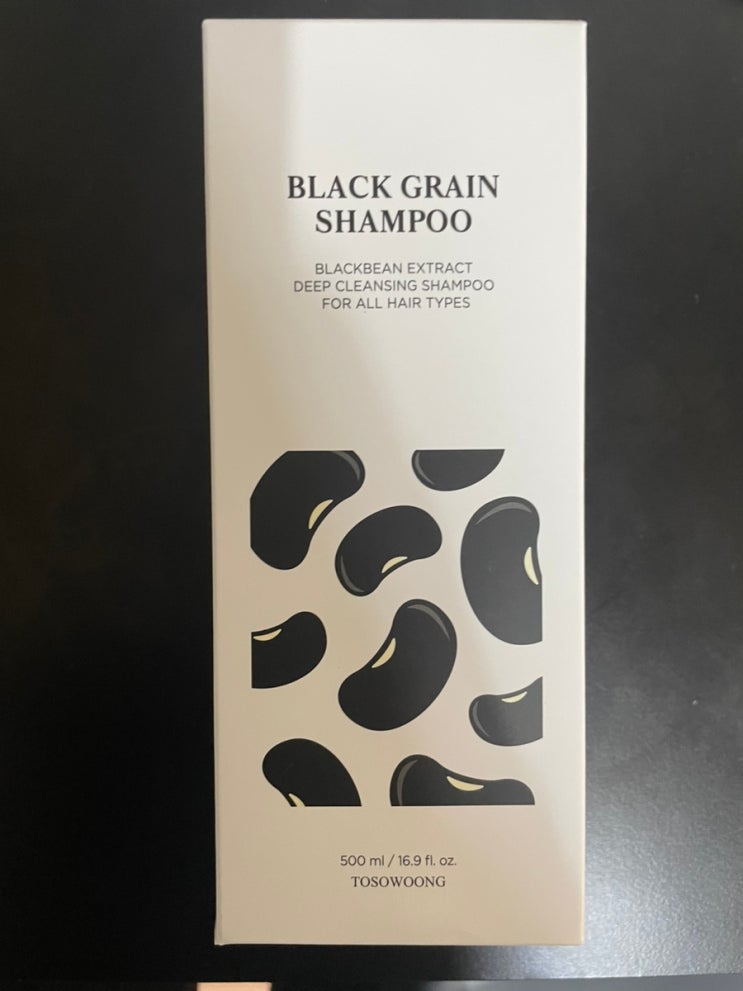 BLACK GRAIN
SHAMPOO
BLACKBEAN EXTRACT
DEEP CLEANSING SHAMPOO
FOR ALL HAIR TYPES
500 ml / 16.9 fl. oz.
TOSOWOONG